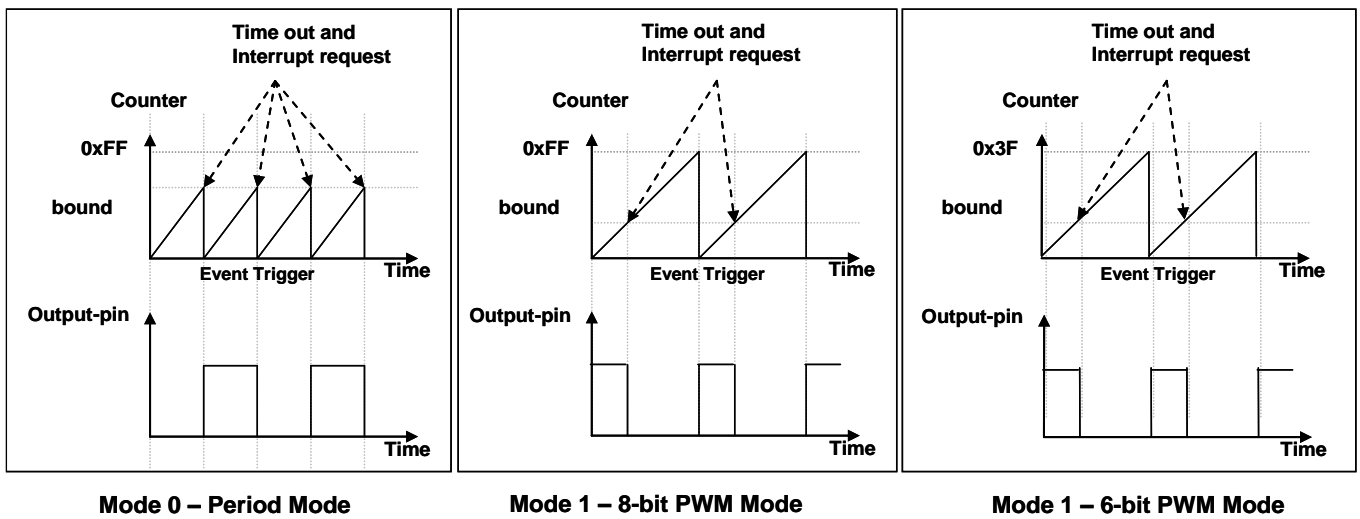 Time out and
Interrupt request
Counter
0xFF
bound
Event Trigger
Time
Output-pin
Time
Mode 0 – Period Mode
Time out and
Interrupt request
Counter
0xFF
bound
Event Trigger
Time
Output-pin
Time
Mode 1 – 8-bit PWM Mode
Time out and
Interrupt request
Counter
0x3F
bound
Event Trigger
Time
Output-pin
Time
Mode 1 – 6-bit PWM Mode